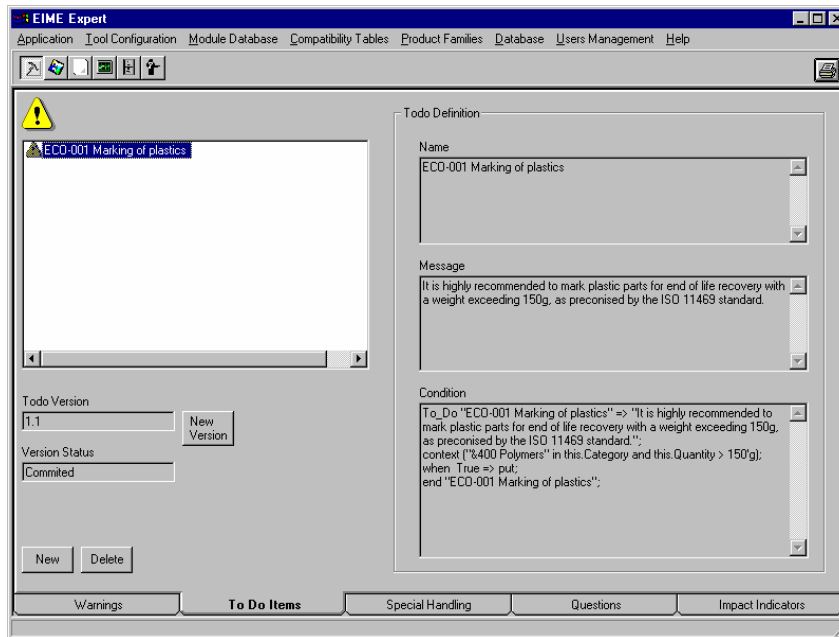 EIME Expert
Application Tool Configuration Module Database Compatibility Tables Product Families Database Users Management Help
ECO-001 Marking of plastics
Todo Version
1.1
New
Version
Version Status
Commited
New Delete
Todo Definition
Name
ECO-001 Marking of plastics
Message
It is highly recommended to mark plastic parts for end of life recovery with
a weight exceeding 150g, as preconised by the ISO 11469 standard.
Condition
To_Do "ECO-001 Marking of plastics" => "It is highly recommended to
mark plastic parts for end of life recovery with a weight exceeding 150g,
as preconised by the ISO 11469 standard.";
context ("&400 Polymers" in this.Category and this.Quantity > 150'g);
when True => put;
end "ECO-001 Marking of plastics";
Warnings To Do Items Special Handling Questions Impact Indicators